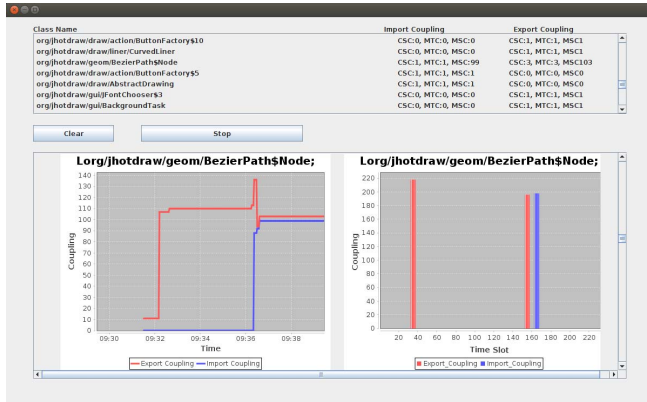 Class Name Import Coupling Export Coupling
org/jhotdraw/draw/action/ButtonFactory$10 CSC:0, MTC:0, MSC:0 CSC:1, MTC:1, MSC1
org/jhotdraw/draw/liner/CurvedLiner CSC:0, MTC:0, MSC:0 CSC:1, MTC:1, MSC1
org/jhotdraw/geom/BezierPath$Node CSC:1, MTC:1, MSC:99 CSC:3, MTC:3, MSC103
org/jhotdraw/draw/action/ButtonFactory$5 CSC:1, MTC:1, MSC:1 CSC:0, MTC:0, MSC0
org/jhotdraw/draw/AbstractDrawing CSC:1, MTC:1, MSC:1 CSC:0, MTC:0, MSC0
org/jhotdraw/gui/JFontChooser$3 CSC:0, MTC:0, MSC:0 CSC:1, MTC:1, MSC1
org/jhotdraw/gui/BackgroundTask CSC:0, MTC:0, MSC:0 CSC:1, MTC:1, MSC1
Clear Stop
Lorg/jhotdraw/geom/BezierPath$Node;
140
130
120
110
100
90
80
70
60
50
40
30
20
10
0
Coupling
09:30 09:32 09:34 09:36 09:38
Time
Export Coupling Import Coupling
Lorg/jhotdraw/geom/BezierPath$Node;
220
200
180
160
140
120
100
80
60
40
20
0
Coupling
20 40 60 80 100 120 140 160 180 200 220
Time Slot
Export_Coupling Import_Coupling